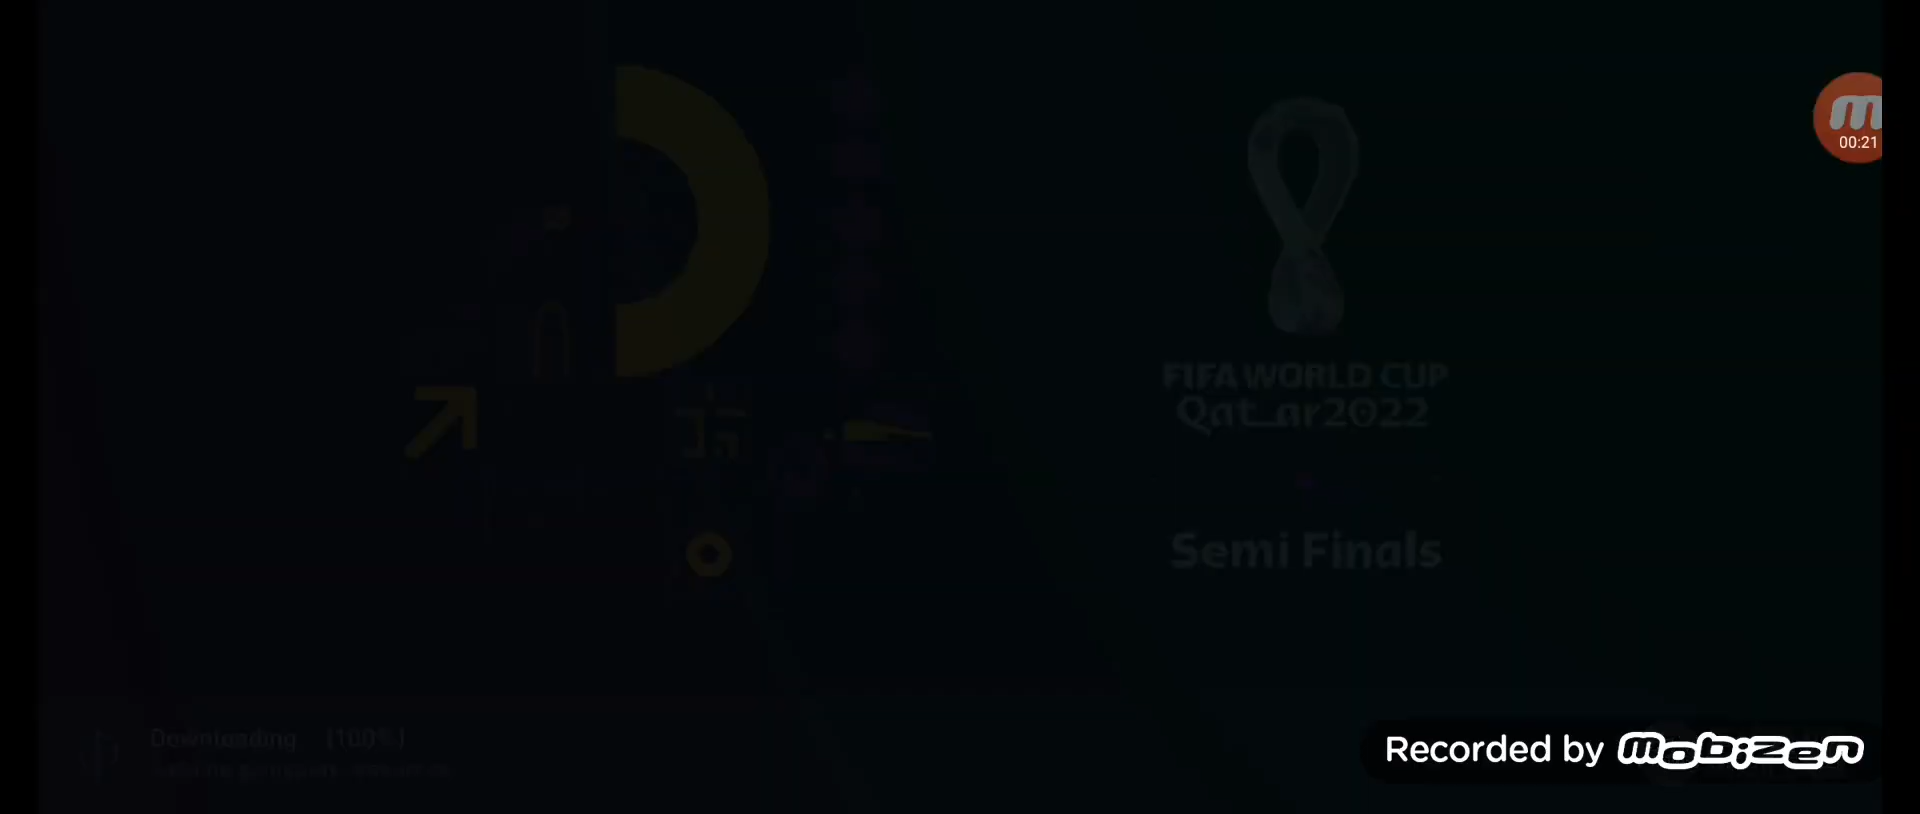 00:21
FIFA WORLD CUP
Qatar2022
Semi Finals
Downloading [100%]
Recorded by mobizen